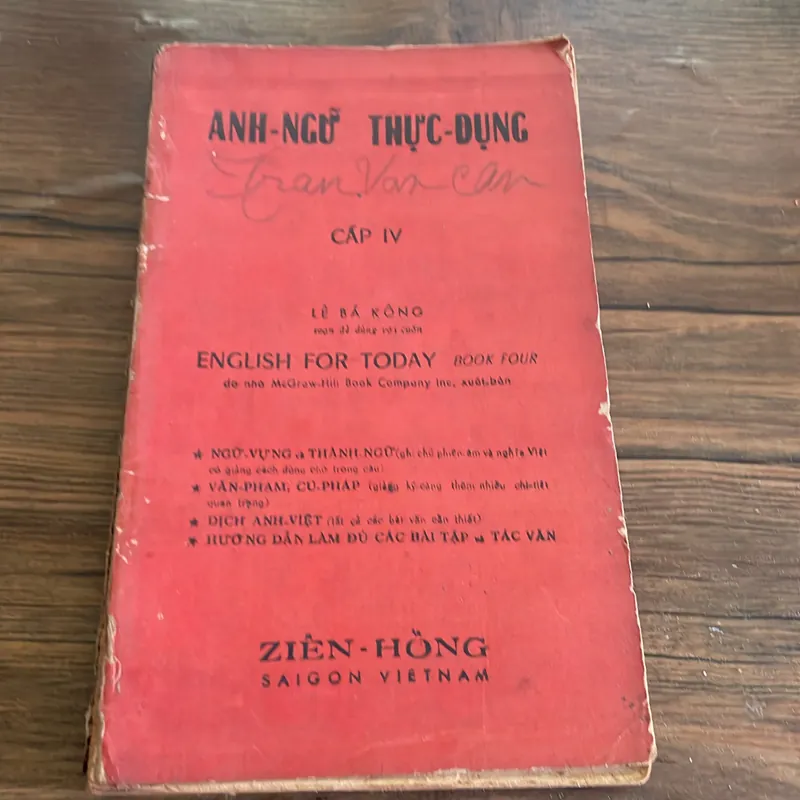 ANH-NGỮ THỰC-DỤNG
Tran Van Can
CẤP IV
LÊ BÁ KÔNG
soạn để dùng với cuốn
ENGLISH FOR TODAY BOOK FOUR
do nhà McGraw-Hill Book Company Inc, xuất-bản
★ NGỮ-VỰNG và THÀNH-NGỮ (ghi chú phiên-âm và nghĩa Việt
có giảng cách dùng chữ trong câu)
★ VĂN-PHẠM, CÚ-PHÁP (giảng kỹ-càng thêm nhiều chi-tiết
quan trọng)
★ DỊCH ANH-VIỆT (tất cả các bài văn cần thiết)
★ HƯỚNG DẪN LÀM ĐỦ CÁC BÀI TẬP và TÁC VĂN
ZIÊN-HỒNG
SAIGON VIETNAM